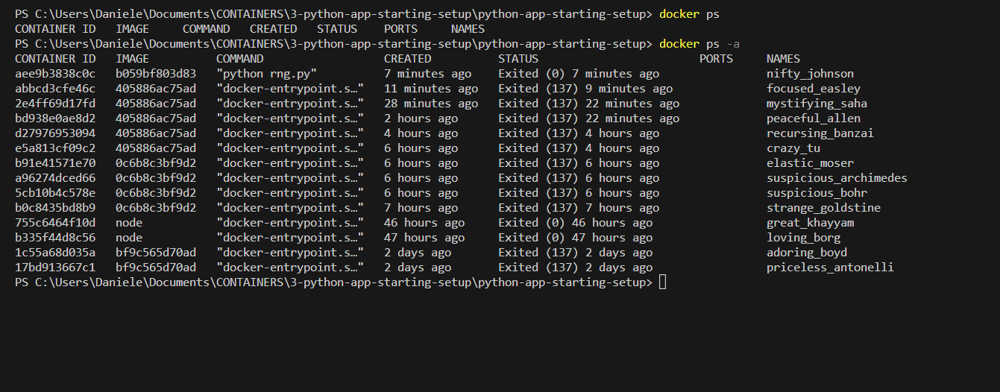 PS C:\Users\Daniele\Documents\CONTAINERS\3-python-app-starting-setup\python-app-starting-setup> docker ps
CONTAINER ID   IMAGE     COMMAND   CREATED   STATUS    PORTS     NAMES
PS C:\Users\Daniele\Documents\CONTAINERS\3-python-app-starting-setup\python-app-starting-setup> docker ps -a
CONTAINER ID   IMAGE          COMMAND                  CREATED          STATUS                        PORTS     NAMES
aee9b3838c0c   b059bf803d83   "python rng.py"          7 minutes ago    Exited (0) 7 minutes ago                nifty_johnson
abbcd3cfe46c   405886ac75ad   "docker-entrypoint.s…"   11 minutes ago   Exited (137) 9 minutes ago              focused_easley
2e4ff69d17fd   405886ac75ad   "docker-entrypoint.s…"   28 minutes ago   Exited (137) 22 minutes ago             mystifying_saha
bd938e0ae8d2   405886ac75ad   "docker-entrypoint.s…"   2 hours ago      Exited (137) 22 minutes ago             peaceful_allen
d27976953094   405886ac75ad   "docker-entrypoint.s…"   4 hours ago      Exited (137) 4 hours ago                recursing_banzai
e5a813cf09c2   405886ac75ad   "docker-entrypoint.s…"   6 hours ago      Exited (137) 4 hours ago                crazy_tu
b91e41571e70   0c6b8c3bf9d2   "docker-entrypoint.s…"   6 hours ago      Exited (137) 6 hours ago                elastic_moser
a96274dced66   0c6b8c3bf9d2   "docker-entrypoint.s…"   6 hours ago      Exited (137) 6 hours ago                suspicious_archimedes
5cb10b4c578e   0c6b8c3bf9d2   "docker-entrypoint.s…"   6 hours ago      Exited (137) 6 hours ago                suspicious_bohr
b0c8435bd8b9   0c6b8c3bf9d2   "docker-entrypoint.s…"   7 hours ago      Exited (137) 7 hours ago                strange_goldstine
755c6464f10d   node           "docker-entrypoint.s…"   46 hours ago     Exited (0) 46 hours ago                 great_khayyam
b335f44d8c56   node           "docker-entrypoint.s…"   47 hours ago     Exited (0) 47 hours ago                 loving_borg
1c55a68d035a   bf9c565d70ad   "docker-entrypoint.s…"   2 days ago       Exited (137) 2 days ago                 adoring_boyd
17bd913667c1   bf9c565d70ad   "docker-entrypoint.s…"   2 days ago       Exited (137) 2 days ago                 priceless_antonelli
PS C:\Users\Daniele\Documents\CONTAINERS\3-python-app-starting-setup\python-app-starting-setup>